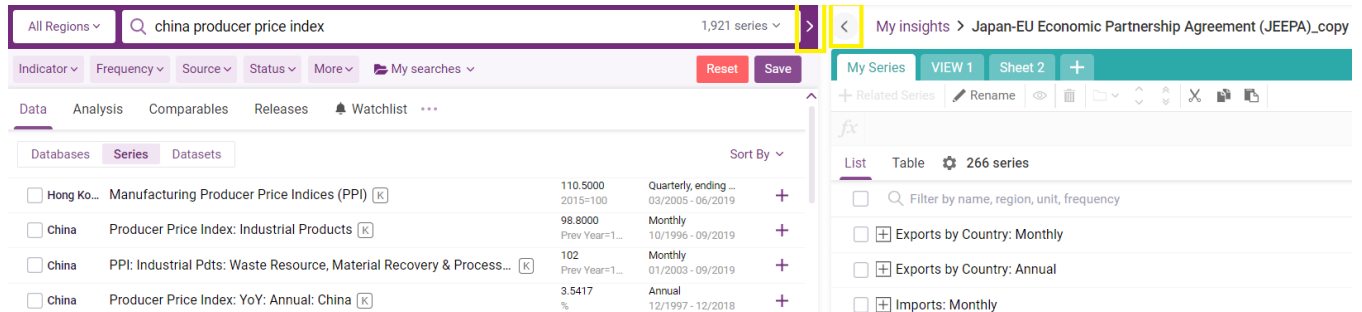 All Regions china producer price index 1,921 series
Indicator Frequency Source Status More My searches Reset Save
Data Analysis Comparables Releases Watchlist
Databases Series Datasets Sort By
Hong Ko... Manufacturing Producer Price Indices (PPI) K 110.5000 Quarterly, ending ...
2015=100 03/2005 - 06/2019
China Producer Price Index: Industrial Products K 98.8000 Monthly
Prev Year=1... 10/1996 - 09/2019
China PPI: Industrial Pdts: Waste Resource, Material Recovery & Process... K 102 Monthly
Prev Year=1... 01/2003 - 09/2019
China Producer Price Index: YoY: Annual: China K 3.5417 Annual
% 12/1997 - 12/2018
My insights > Japan-EU Economic Partnership Agreement (JEEPA)_copy
My Series VIEW 1 Sheet 2 +
+ Related Series Rename
fx
List Table 266 series
Filter by name, region, unit, frequency
Exports by Country: Monthly
Exports by Country: Annual
Imports: Monthly